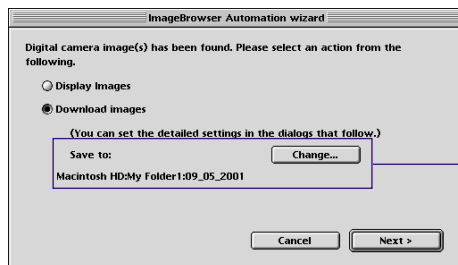 ImageBrowser Automation wizard
Digital camera image(s) has been found. Please select an action from the
following.
Display Images
Download images
(You can set the detailed settings in the dialogs that follow.)
Save to:
Change...
Macintosh HD:My Folder1:09_05_2001
Cancel
Next >